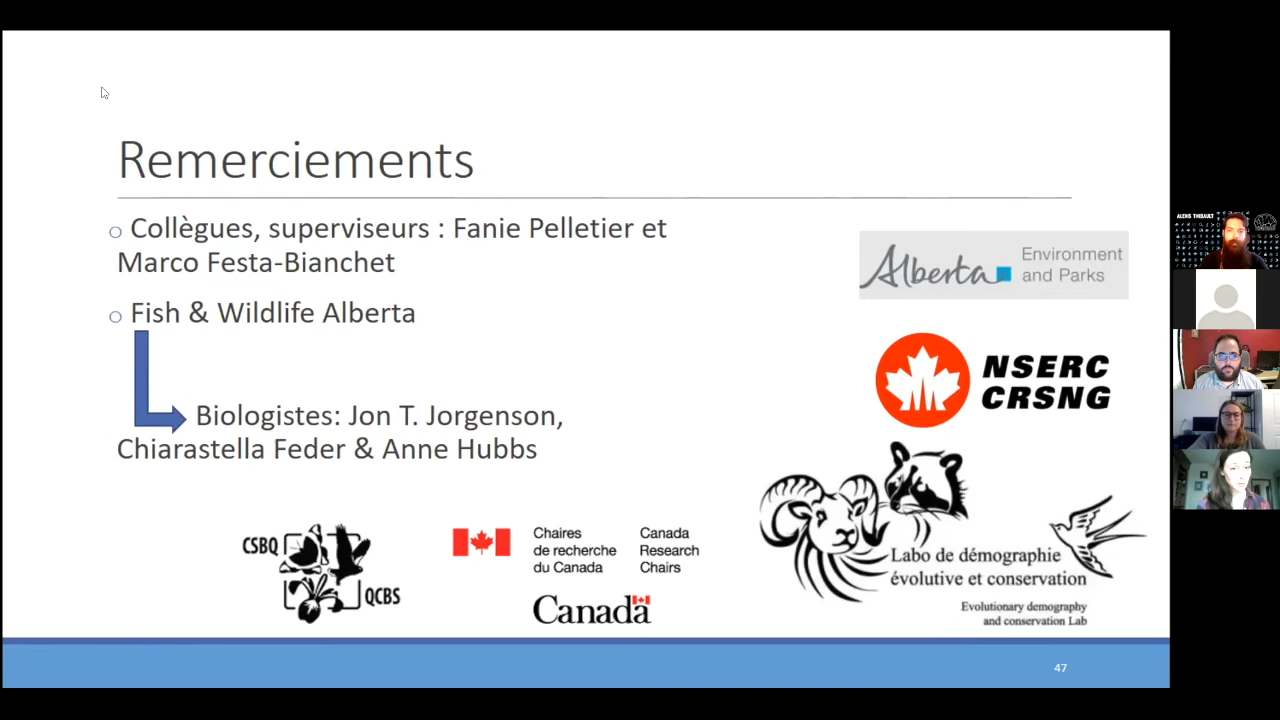 Remerciements
o Collègues, superviseurs : Fanie Pelletier et
Marco Festa-Bianchet
o Fish & Wildlife Alberta
Biologistes: Jon T. Jorgenson,
Chiarastella Feder & Anne Hubbs
Alberta
Environment
and Parks
NSERC
CRSNG
Labo de démographie
évolutive et conservation
Evolutionary demography
and conservation Lab
CSBQ
QCBS
Chaires
de recherche
du Canada
Canada
Research
Chairs
Canada
47
ALEXIS THIBAULT